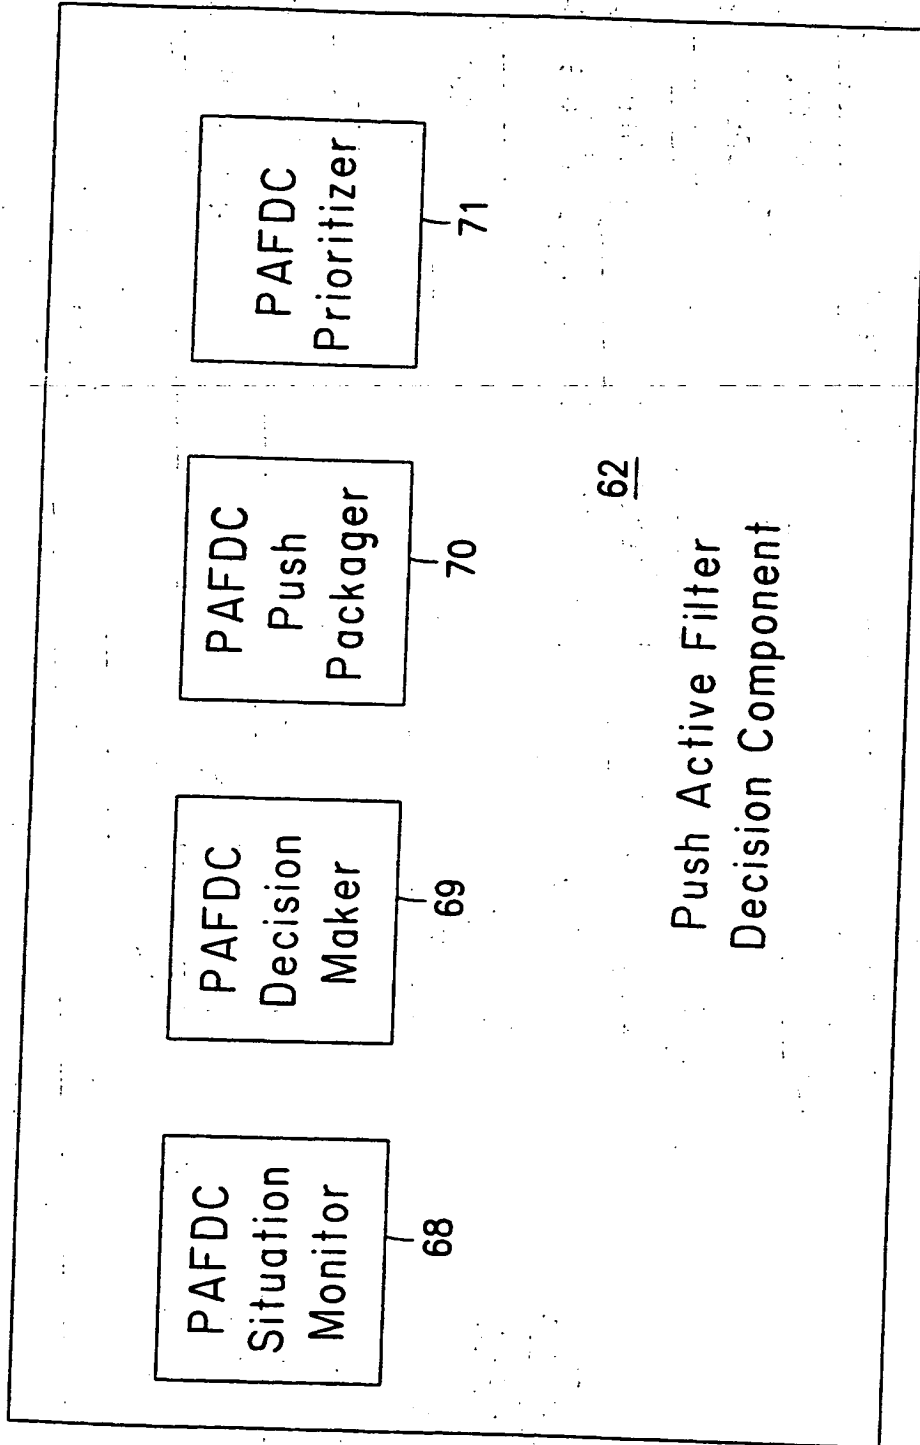 PAFDC
Situation
Monitor
68
PAFDC
Decision
Maker
69
PAFDC
Push
Packager
70
PAFDC
Prioritizer
71
62
Push Active Filter
Decision Component